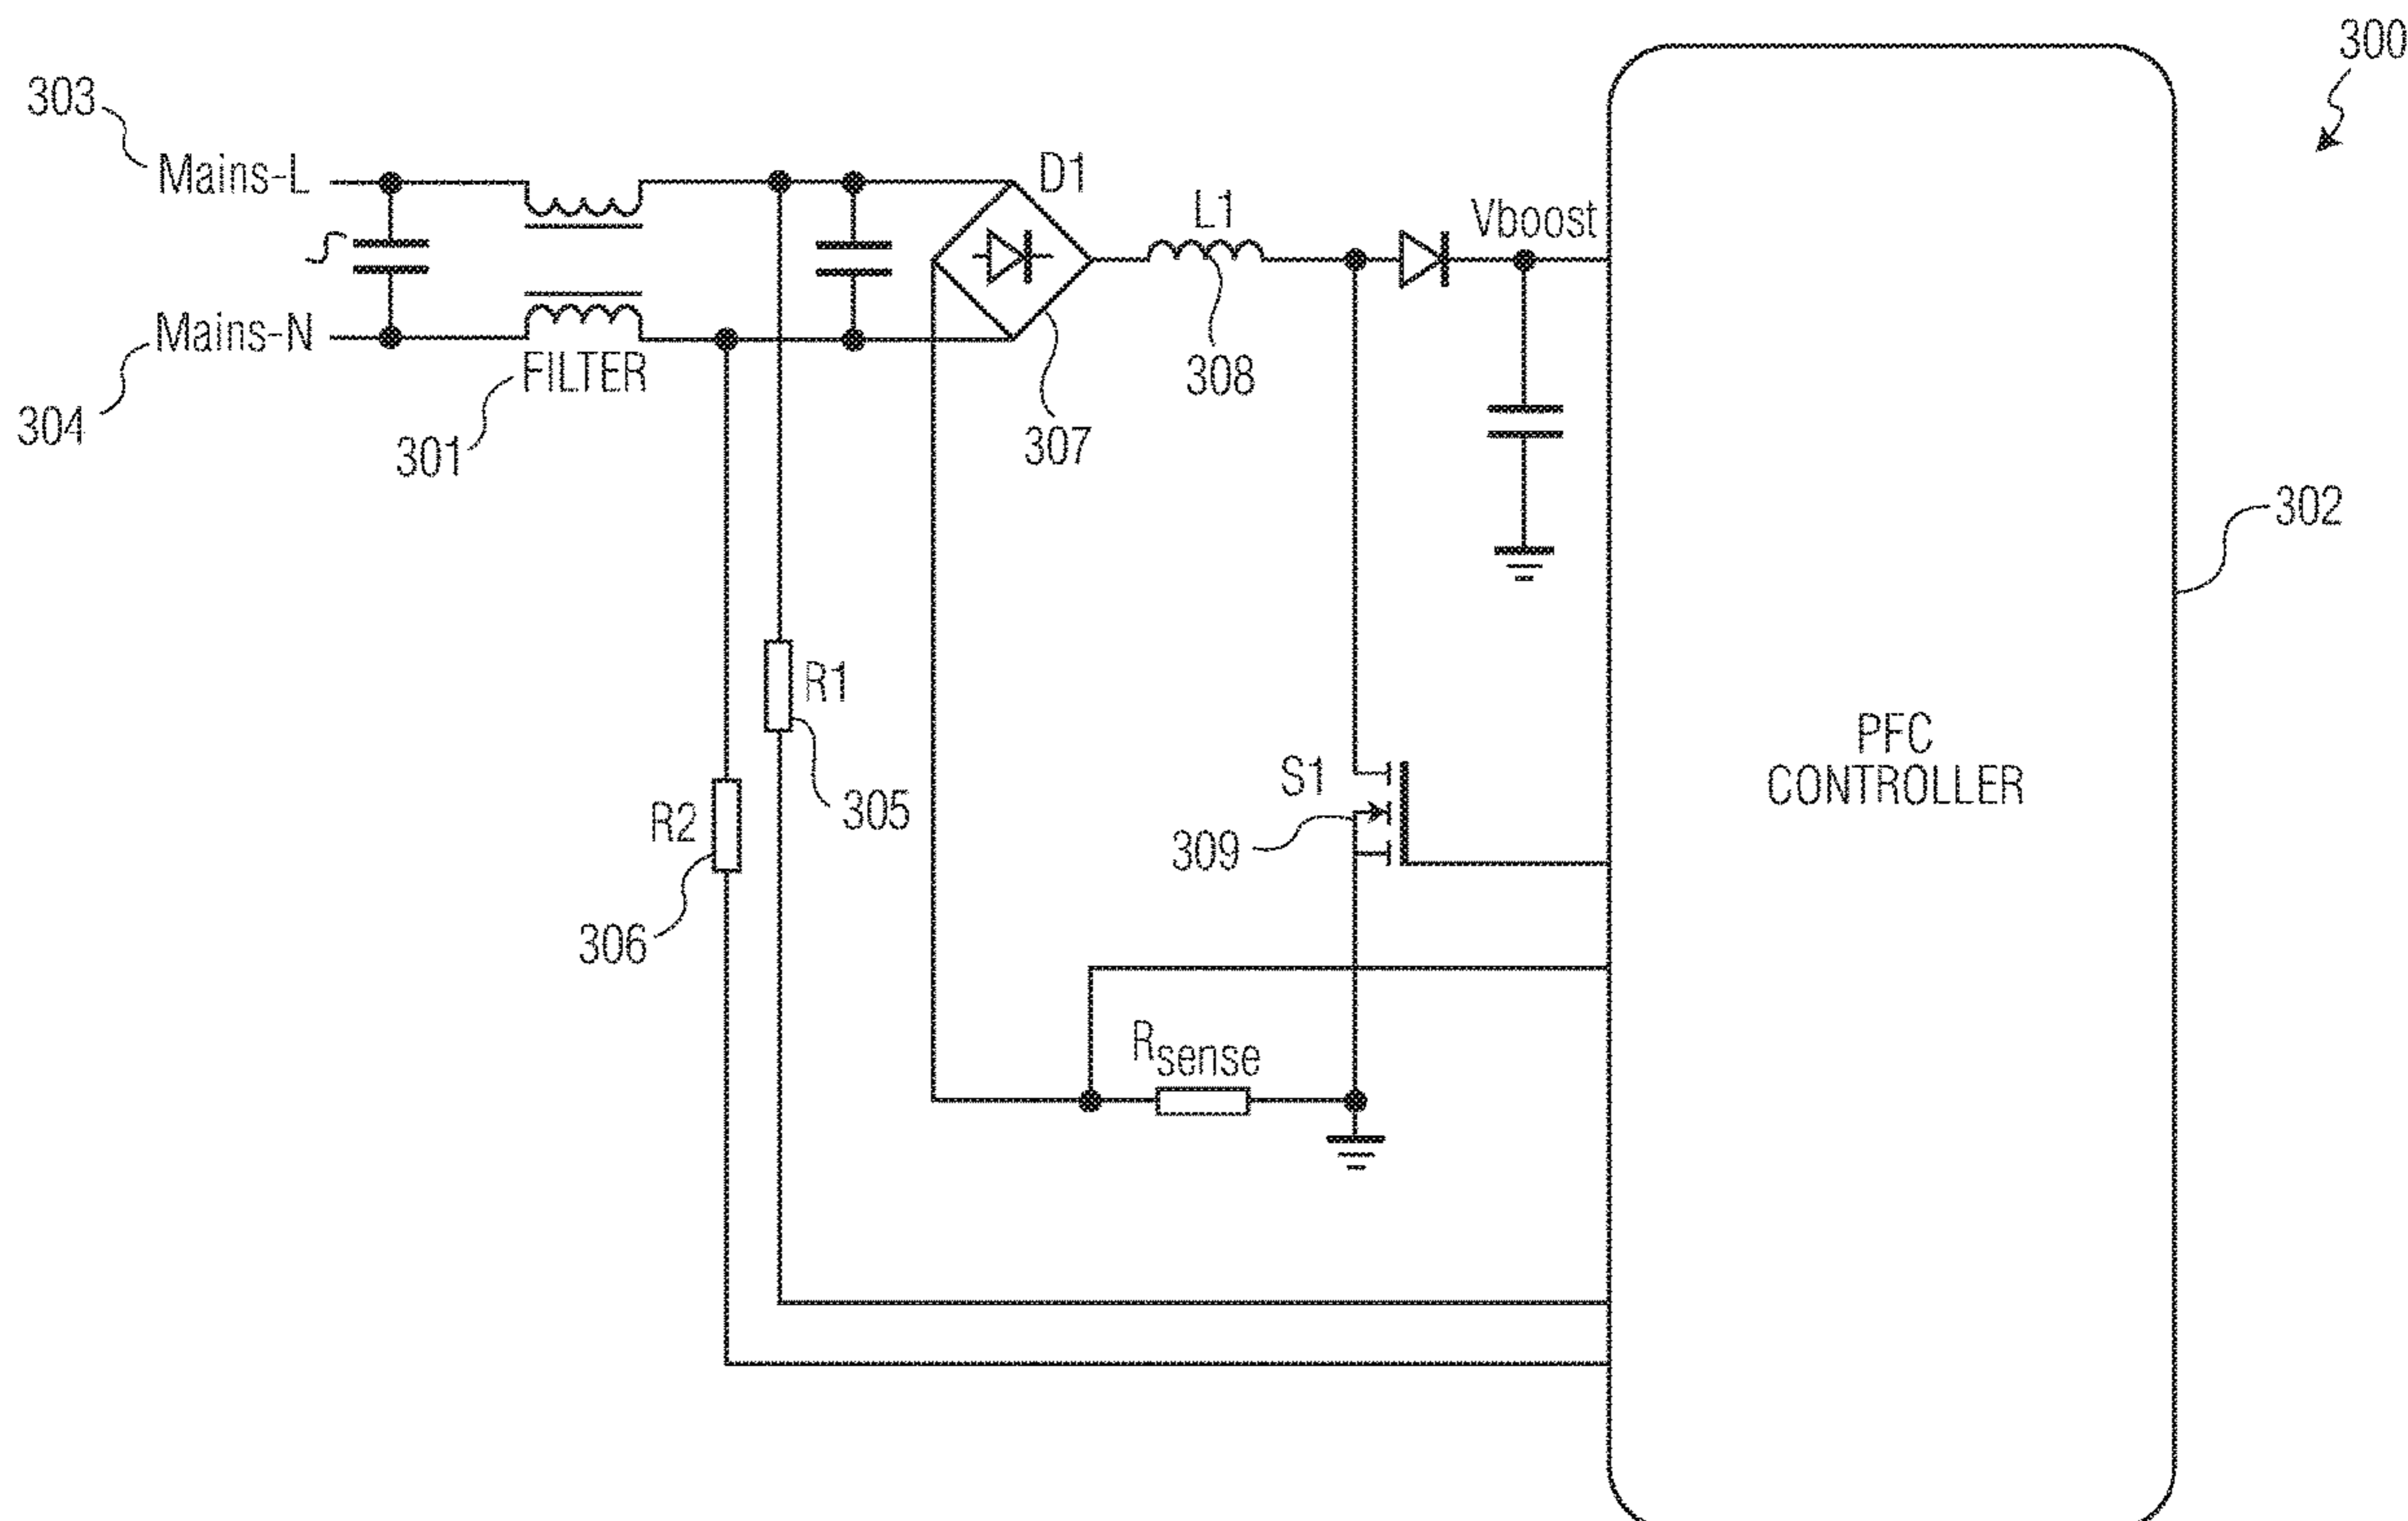 300
303
Mains-L
D1
L1
Vboost
Mains-N
FILTER
304
301
307
308
302
R1
305
R2
306
S1
309
PFC
CONTROLLER
Rsense